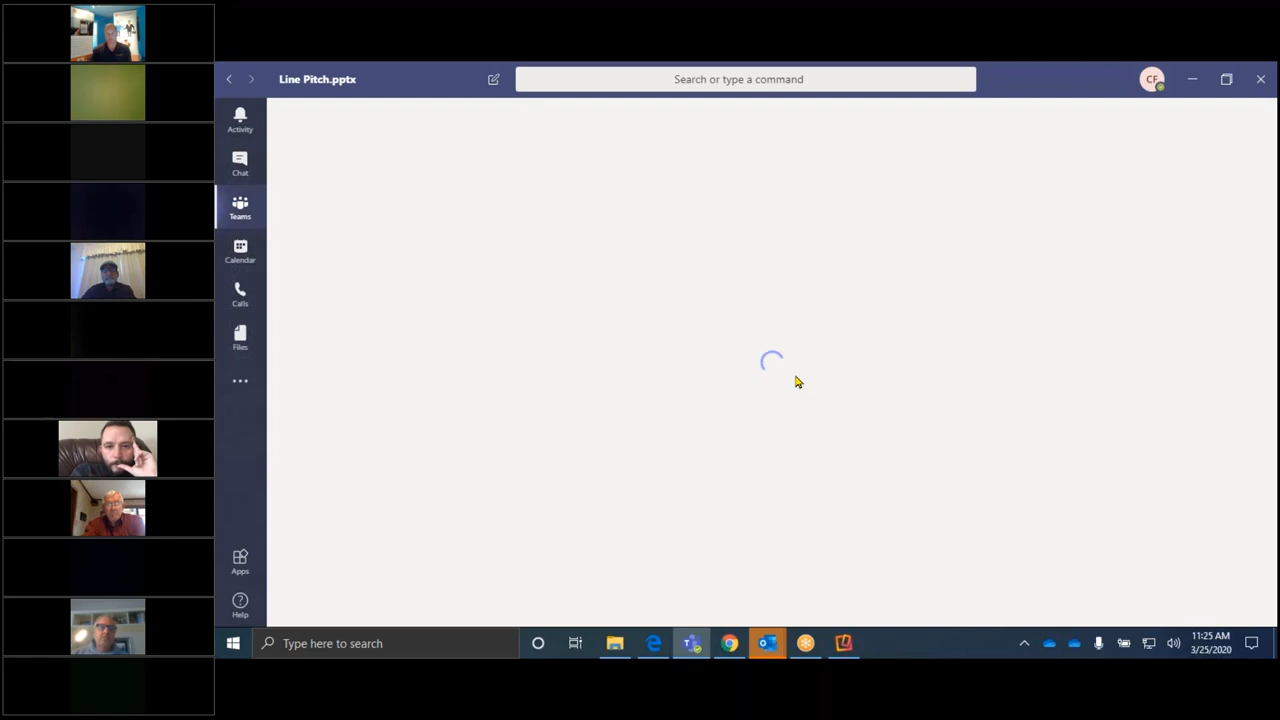 Line Pitch.pptx
Search or type a command
CF
Activity
Chat
Teams
Calendar
Calls
Files
Apps
Help
Type here to search
11:25 AM
3/25/2020